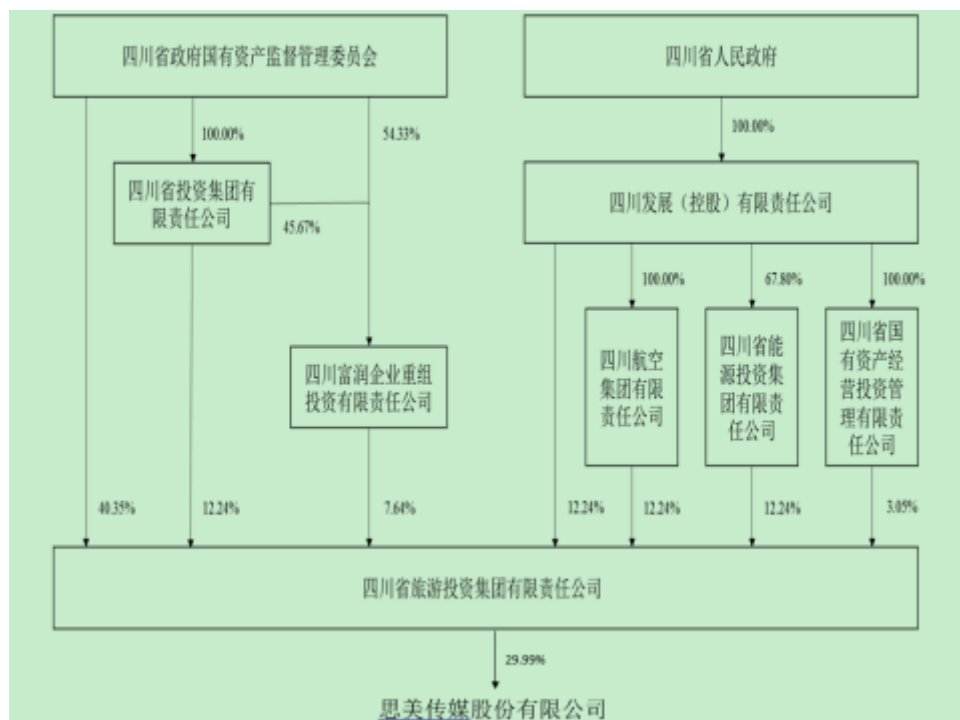 四川省政府国有资产监督管理委员会
四川省人民政府
100.00%
54.33%
100.00%
四川省投资集团有
限责任公司
45.67%
四川发展（控股）有限责任公司
100.00%
67.80%
100.00%
四川富润企业重组
投资有限责任公司
四川航空
集团有限
责任公司
四川省能
源投资集
团有限责
任公司
四川省国
有资产经
营投资管
理有限责
任公司
40.35%
12.24%
7.64%
12.24%
12.24%
12.24%
3.05%
四川省旅游投资集团有限责任公司
29.99%
思美传媒股份有限公司